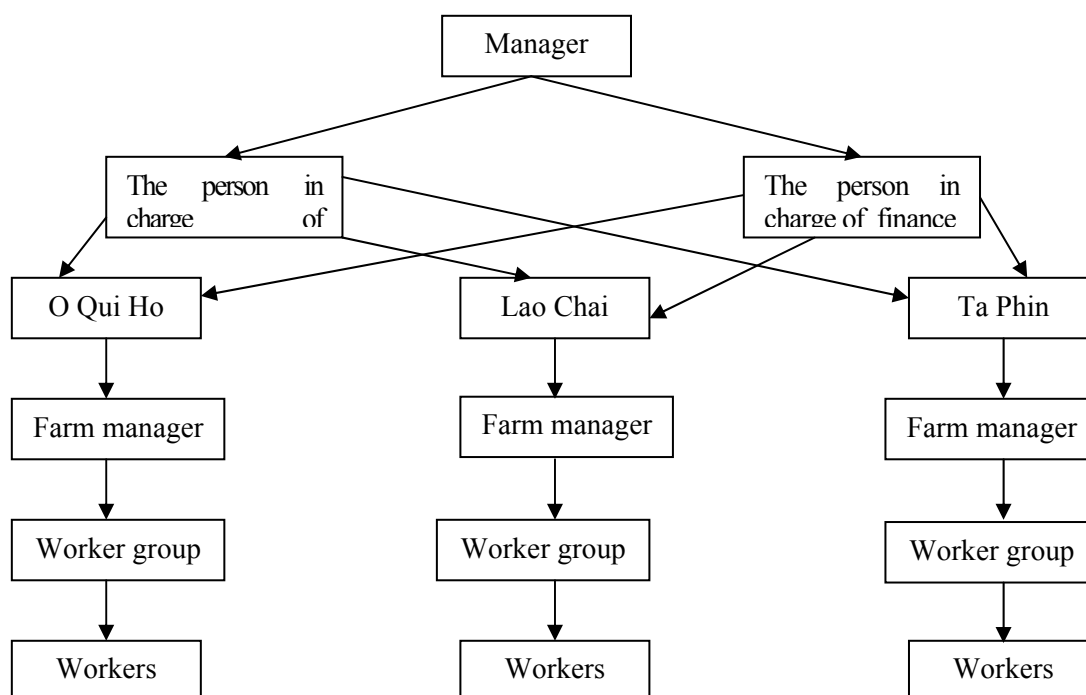 Manager
The person in
charge of
The person in
charge of finance
O Qui Ho
Lao Chai
Ta Phin
Farm manager
Farm manager
Farm manager
Worker group
Worker group
Worker group
Workers
Workers
Workers